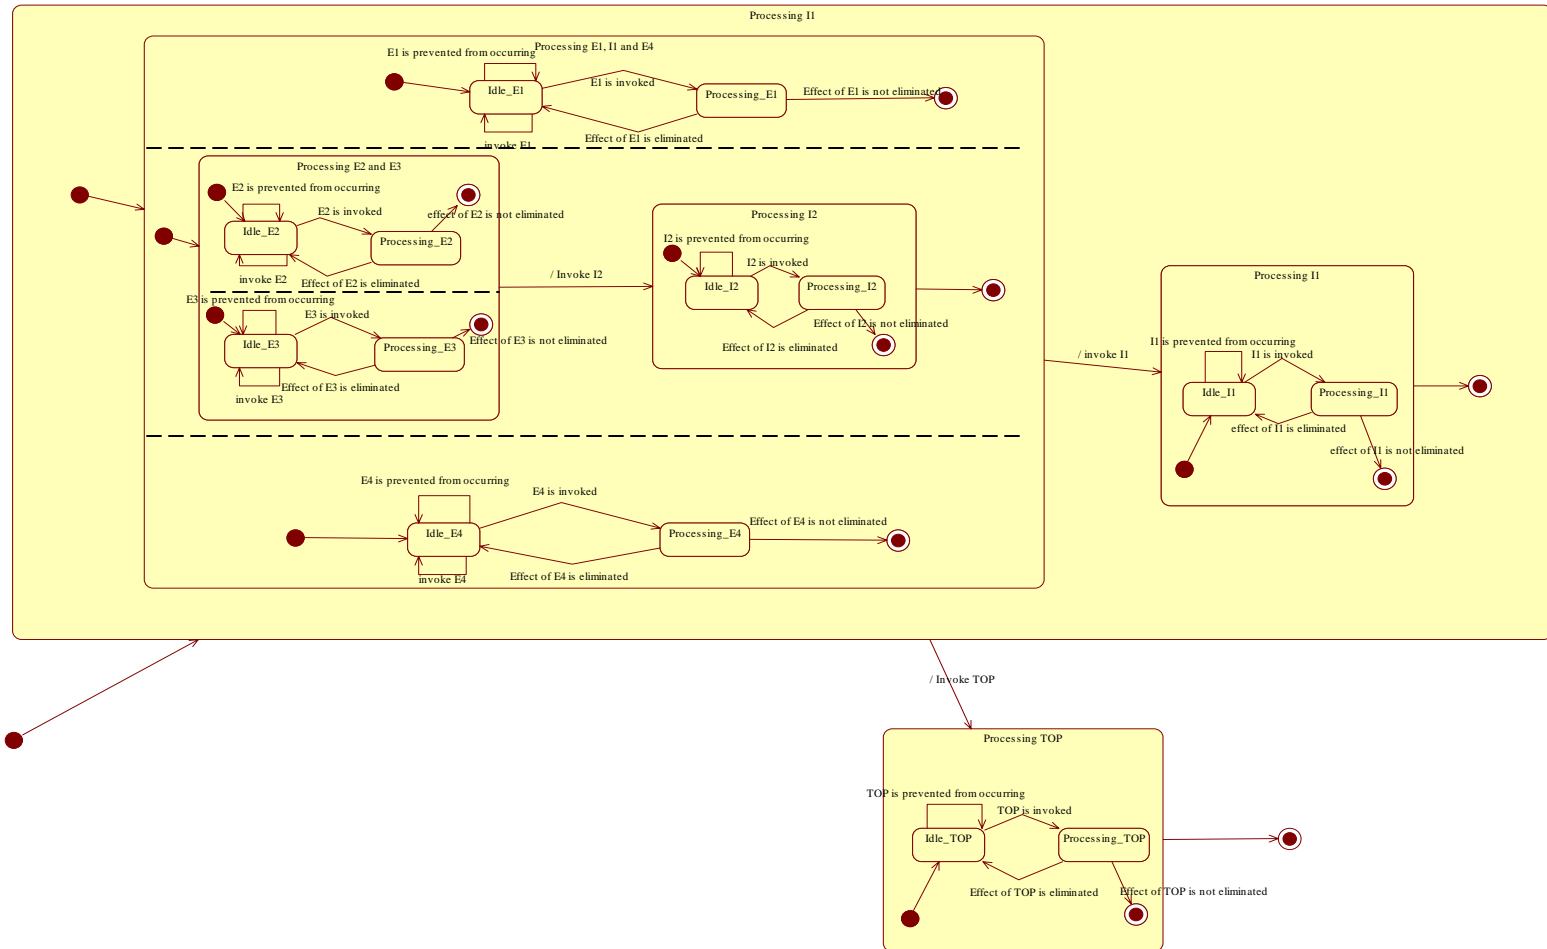 Processing I1
Processing E1, I1 and E4
E1 is prevented from occurring
Idle_E1
E1 is invoked
Processing_E1
Effect of E1 is not eliminated
Effect of E1 is eliminated
invoke E1
Processing E2 and E3
E2 is prevented from occurring
E2 is invoked
effect of E2 is not eliminated
Idle_E2
Processing_E2
invoke E2
Effect of E2 is eliminated
E3 is prevented from occurring
E3 is invoked
Idle_E3
Processing_E3
Effect of E3 is not eliminated
Effect of E3 is eliminated
invoke E3
/ Invoke I2
Processing I2
I2 is prevented from occurring
I2 is invoked
Idle_I2
Processing_I2
Effect of I2 is not eliminated
Effect of I2 is eliminated
/ invoke I1
Processing I1
I1 is prevented from occurring
I1 is invoked
Idle_I1
Processing_I1
effect of I1 is eliminated
effect of I1 is not eliminated
E4 is prevented from occurring
E4 is invoked
Idle_E4
Processing_E4
Effect of E4 is not eliminated
Effect of E4 is eliminated
invoke E4
/ Invoke TOP
Processing TOP
TOP is prevented from occurring
TOP is invoked
Idle_TOP
Processing_TOP
Effect of TOP is eliminated
Effect of TOP is not eliminated